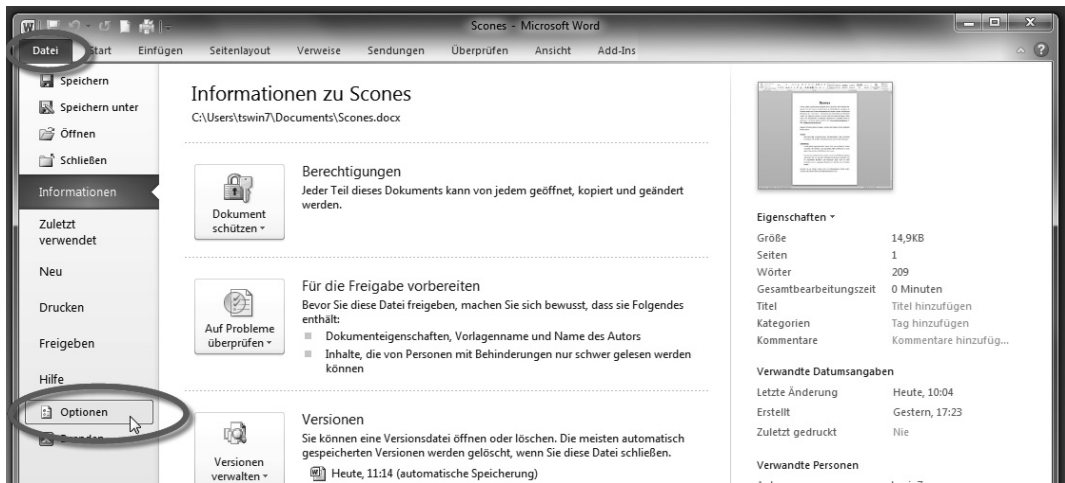 Scones - Microsoft Word
Datei Start Einfügen Seitenlayout Verweise Sendungen Überprüfen Ansicht Add-Ins
Speichern
Speichern unter
Öffnen
Schließen
Informationen
Zuletzt
verwendet
Neu
Drucken
Freigeben
Hilfe
Optionen
Beenden
Informationen zu Scones
C:\Users\tswin7\Documents\Scones.docx
Dokument
schützen
Berechtigungen
Jeder Teil dieses Dokuments kann von jedem geöffnet, kopiert und geändert
werden.
Auf Probleme
überprüfen
Für die Freigabe vorbereiten
Bevor Sie diese Datei freigeben, machen Sie sich bewusst, dass sie Folgendes
enthält:
Dokumenteigenschaften, Vorlagenname und Name des Autors
Inhalte, die von Personen mit Behinderungen nur schwer gelesen werden
können
Versionen
verwalten
Versionen
Sie können eine Versionsdatei öffnen oder löschen. Die meisten automatisch
gespeicherten Versionen werden gelöscht, wenn Sie diese Datei schließen.
Heute, 11:14 (automatische Speicherung)
Eigenschaften
Größe 14,9KB
Seiten 1
Wörter 209
Gesamtbearbeitungszeit 0 Minuten
Titel Titel hinzufügen
Kategorien Tag hinzufügen
Kommentare Kommentare hinzufüg...
Verwandte Datumsangaben
Letzte Änderung Heute, 10:04
Erstellt Gestern, 17:23
Zuletzt gedruckt Nie
Verwandte Personen